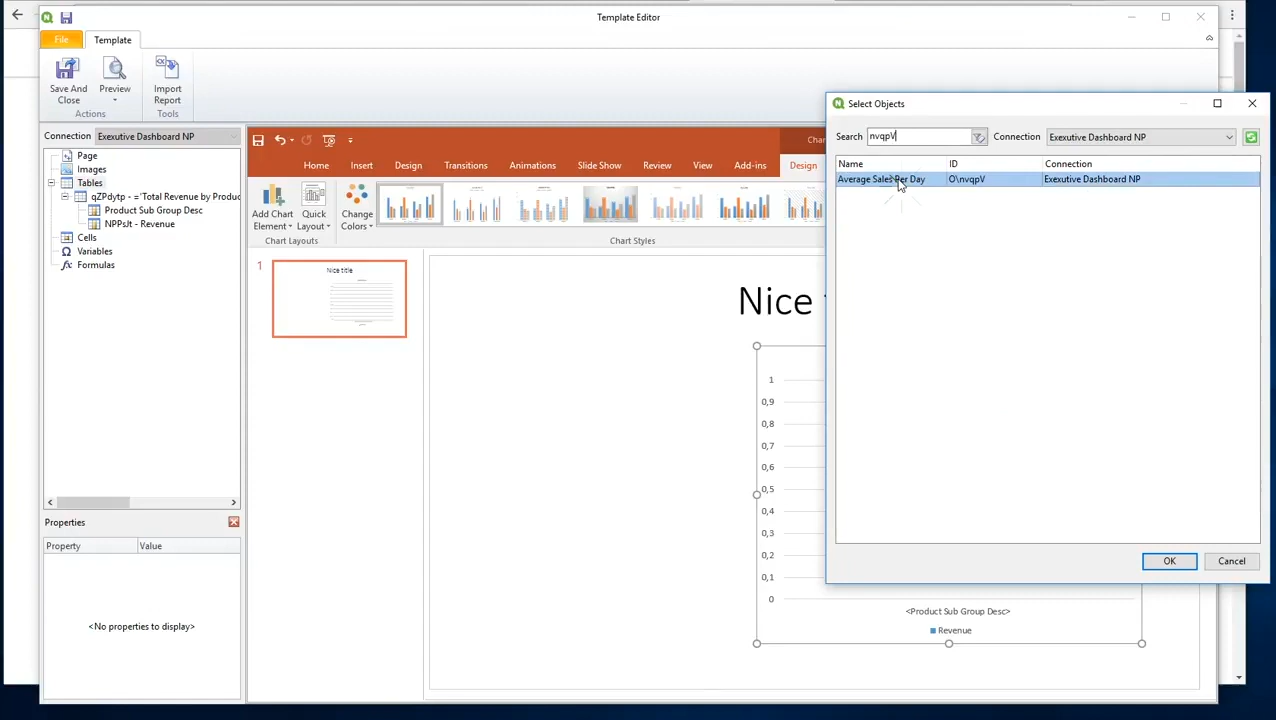 Template Editor
File
Template
Save And
Close
Preview
Import
Report
Actions
Tools
Connection
Exexutive Dashboard NP
Page
Images
Tables
qZPdytp - ='Total Revenue by Produc
Product Sub Group Desc
NPPsJt - Revenue
Cells
Variables
fx Formulas
Properties
Property
Value
<No properties to display>
Home
Insert
Design
Transitions
Animations
Slide Show
Review
View
Add-ins
Design
Add Chart
Element
Quick
Layout
Change
Colors
Chart Layouts
Chart Styles
1
Nice title
Nice
1
0,9
0,8
0,7
0,6
0,5
0,4
0,3
0,2
0,1
0
<Product Sub Group Desc>
Revenue
Select Objects
Search
nvqpV
Connection
Exexutive Dashboard NP
Name
ID
Connection
Average Sales Per Day
O\nvqpV
Exexutive Dashboard NP
OK
Cancel